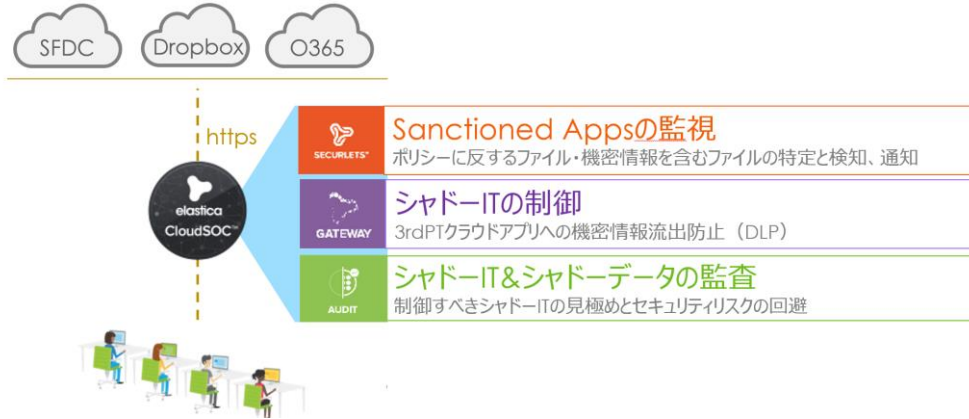 SFDC
Dropbox
O365
https
elastica
CloudSOC™
SECURLETS™
Sanctioned Appsの監視
ポリシーに反するファイル・機密情報を含むファイルの特定と検知、通知
GATEWAY
シャドーITの制御
3rdPTクラウドアプリへの機密情報流出防止（DLP）
AUDIT
シャドーIT&シャドーデータの監査
制御すべきシャドーITの見極めとセキュリティリスクの回避